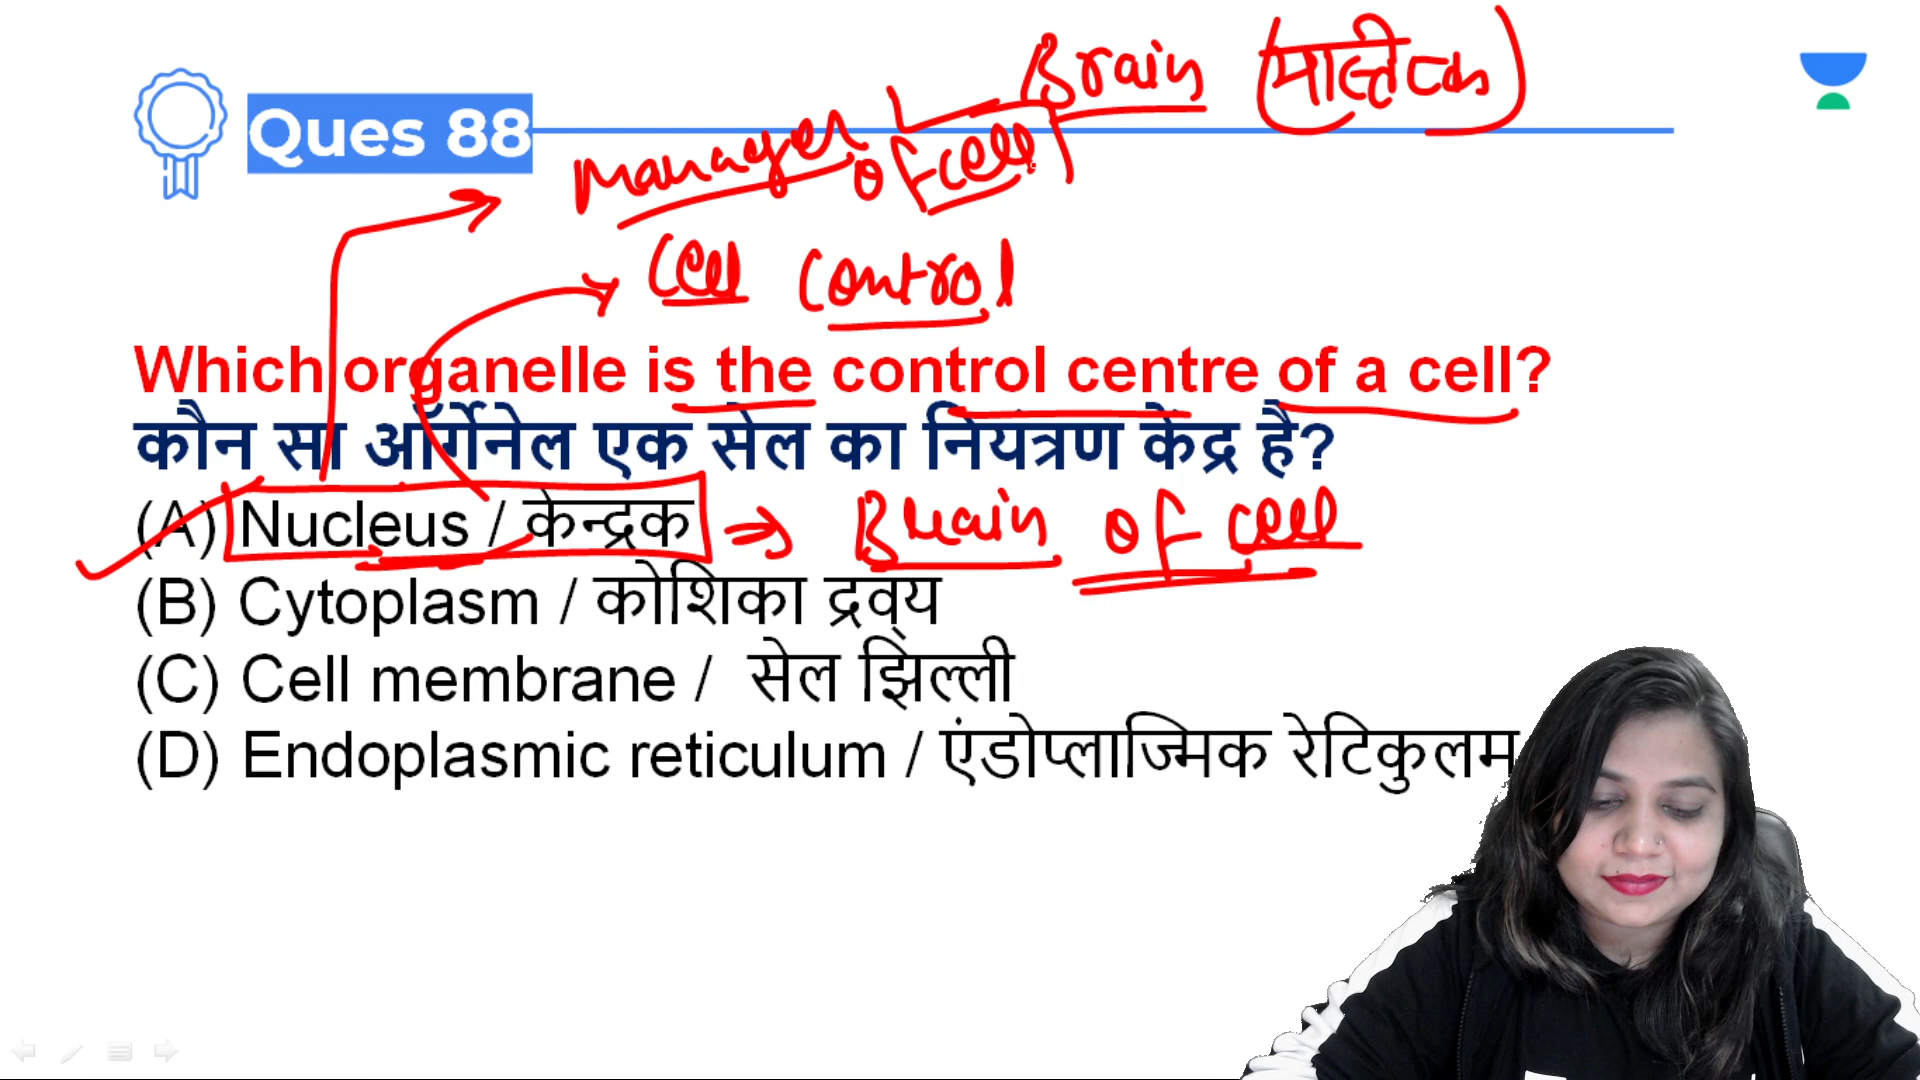 Brain (मास्तीष्क)
Ques 88
manager of cell
Cell Control
Which organelle is the control centre of a cell?
कौन सा ऑर्गेनेल एक सेल का नियंत्रण केंद्र है?
(A) Nucleus / केन्द्रक ⇒ Brain of cell
(B) Cytoplasm / कोशिका द्रव्य
(C) Cell membrane / सेल झिल्ली
(D) Endoplasmic reticulum / एंडोप्लाज्मिक रेटिकुलम